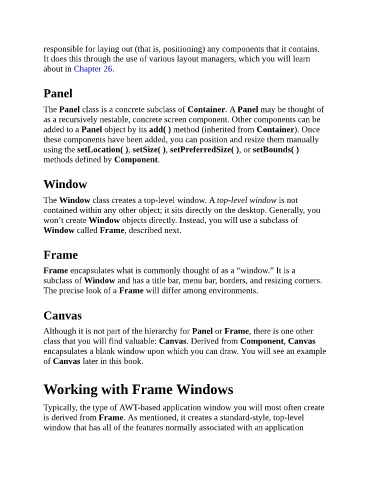 responsible for laying out (that is, positioning) any components that it contains.
It does this through the use of various layout managers, which you will learn
about in Chapter 26.
Panel
The Panel class is a concrete subclass of Container. A Panel may be thought of
as a recursively nestable, concrete screen component. Other components can be
added to a Panel object by its add( ) method (inherited from Container). Once
these components have been added, you can position and resize them manually
using the setLocation( ), setSize( ), setPreferredSize( ), or setBounds( )
methods defined by Component.
Window
The Window class creates a top-level window. A top-level window is not
contained within any other object; it sits directly on the desktop. Generally, you
won’t create Window objects directly. Instead, you will use a subclass of
Window called Frame, described next.
Frame
Frame encapsulates what is commonly thought of as a “window.” It is a
subclass of Window and has a title bar, menu bar, borders, and resizing corners.
The precise look of a Frame will differ among environments.
Canvas
Although it is not part of the hierarchy for Panel or Frame, there is one other
class that you will find valuable: Canvas. Derived from Component, Canvas
encapsulates a blank window upon which you can draw. You will see an example
of Canvas later in this book.
Working with Frame Windows
Typically, the type of AWT-based application window you will most often create
is derived from Frame. As mentioned, it creates a standard-style, top-level
window that has all of the features normally associated with an application